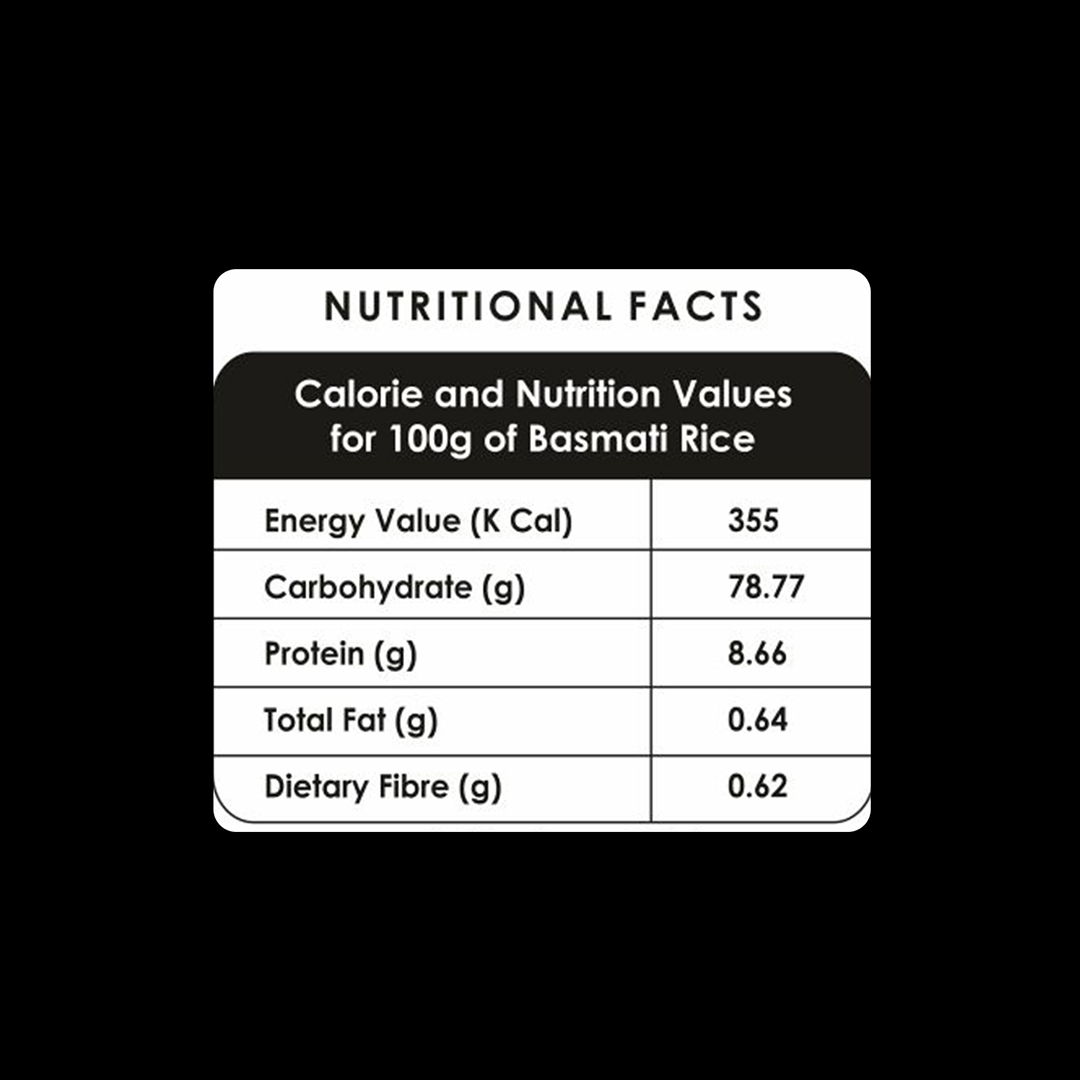 NUTRITIONAL FACTS
Calorie and Nutrition Values
for 100g of Basmati Rice
Energy Value (K Cal) 355
Carbohydrate (g) 78.77
Protein (g) 8.66
Total Fat (g) 0.64
Dietary Fibre (g) 0.62